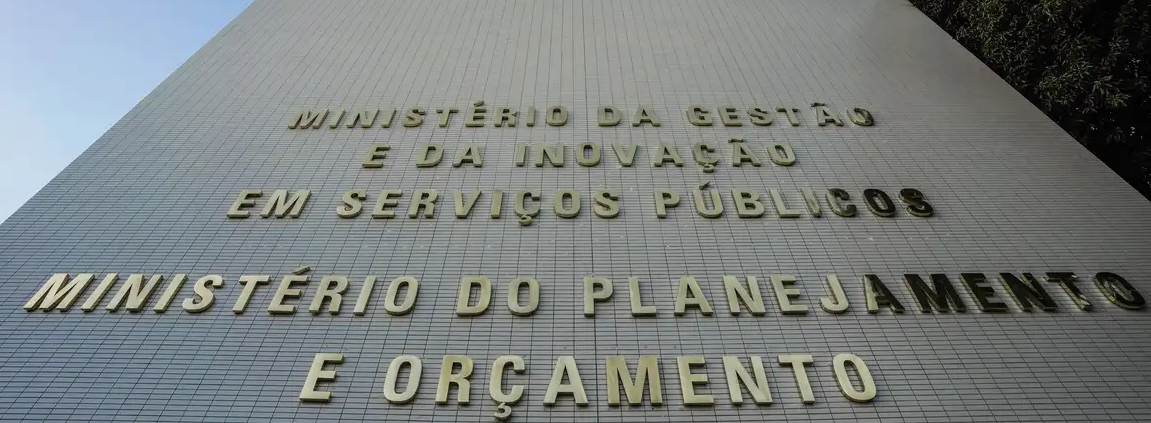 MINISTÉRIO DA GESTÃO
E DA INOVAÇÃO
EM SERVIÇOS PÚBLICOS
MINISTÉRIO DO PLANEJAMENTO
E ORÇAMENTO